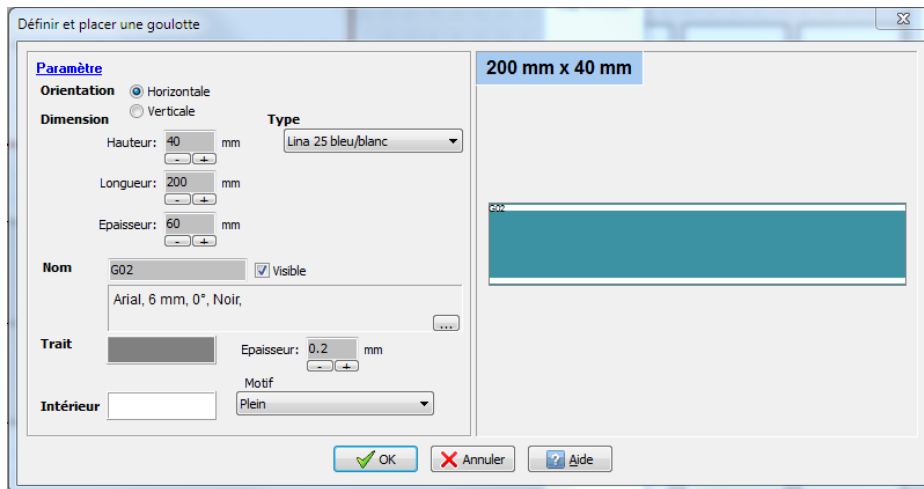 Définir et placer une goulotte
Paramètre
Orientation Horizontale
Verticale
Dimension
Type
Hauteur: 40 mm
Lina 25 bleu/blanc
- +
Longueur: 200 mm
- +
Epaisseur: 60 mm
- +
Nom G02 Visible
Arial, 6 mm, 0°, Noir,
...
Trait Epaisseur: 0.2 mm
- +
Motif
Intérieur Plein
200 mm x 40 mm
G02
OK Annuler ? Aide